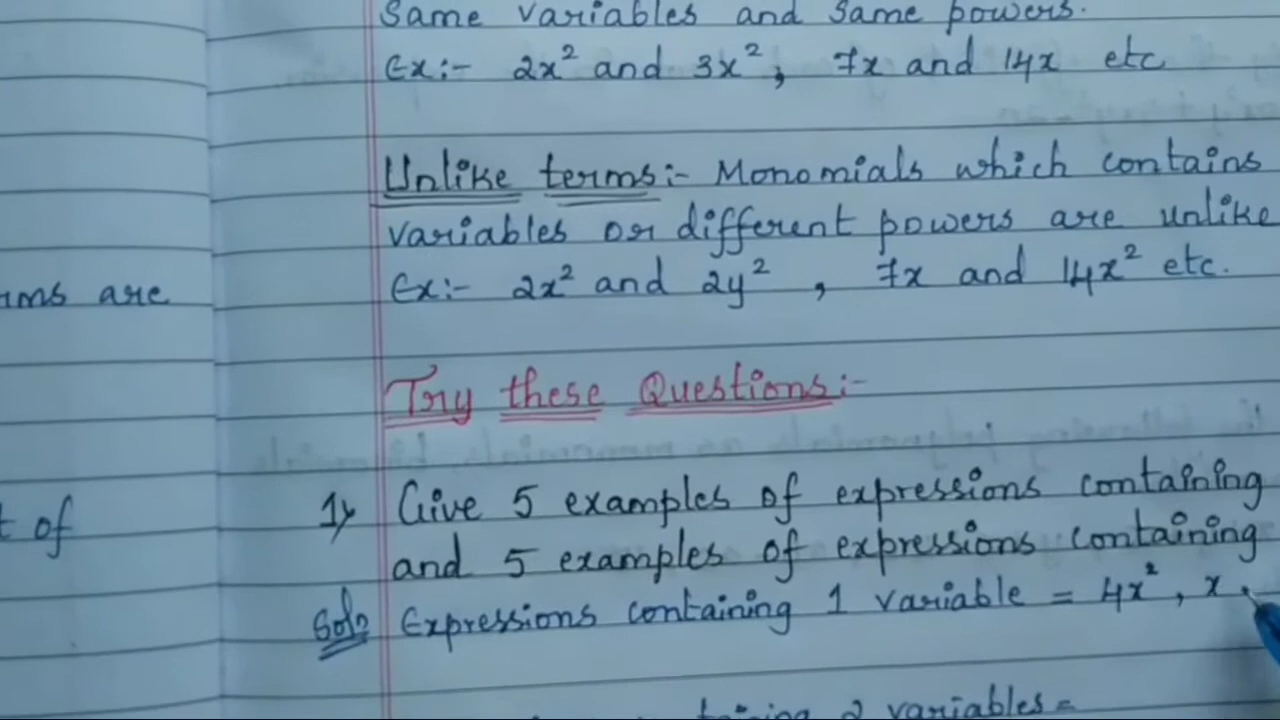 Same variables and same powers.
Ex:- 2x² and 3x², 7x and 14x etc
Unlike terms:- Monomials which contains
variables or different powers are unlike
Ex:- 2x² and 2y² , 7x and 14x² etc.
are
Try these Questions:-
of
1) Give 5 examples of expressions containing
and 5 examples of expressions containing
Soln Expressions containing 1 variable = 4x², x
2 variables =